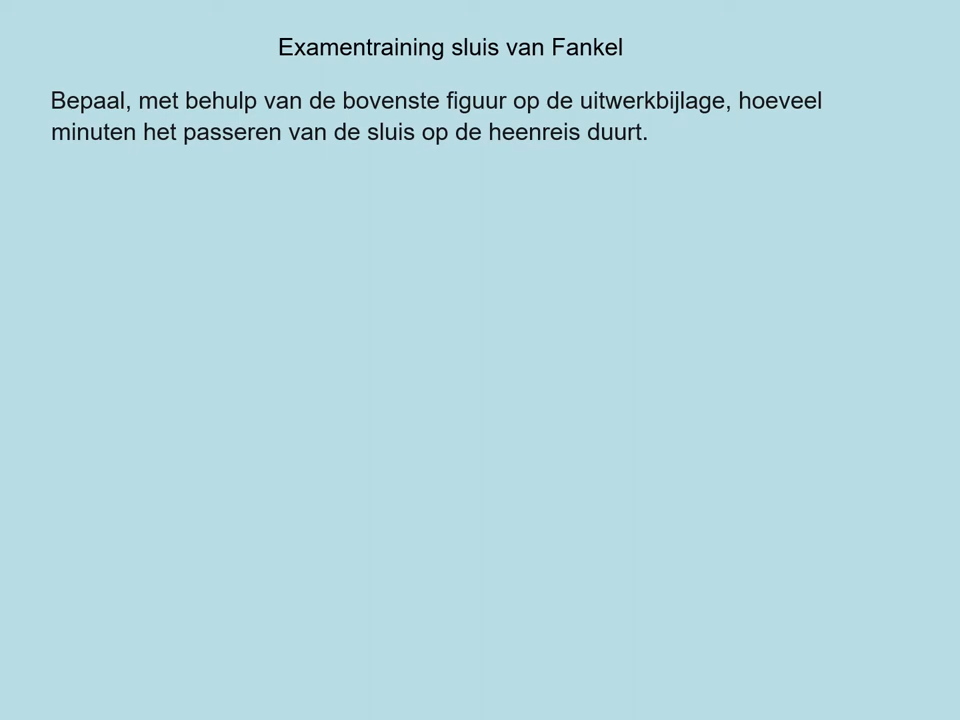 Examentraining sluis van Fankel
Bepaal, met behulp van de bovenste figuur op de uitwerkbijlage, hoeveel
minuten het passeren van de sluis op de heenreis duurt.